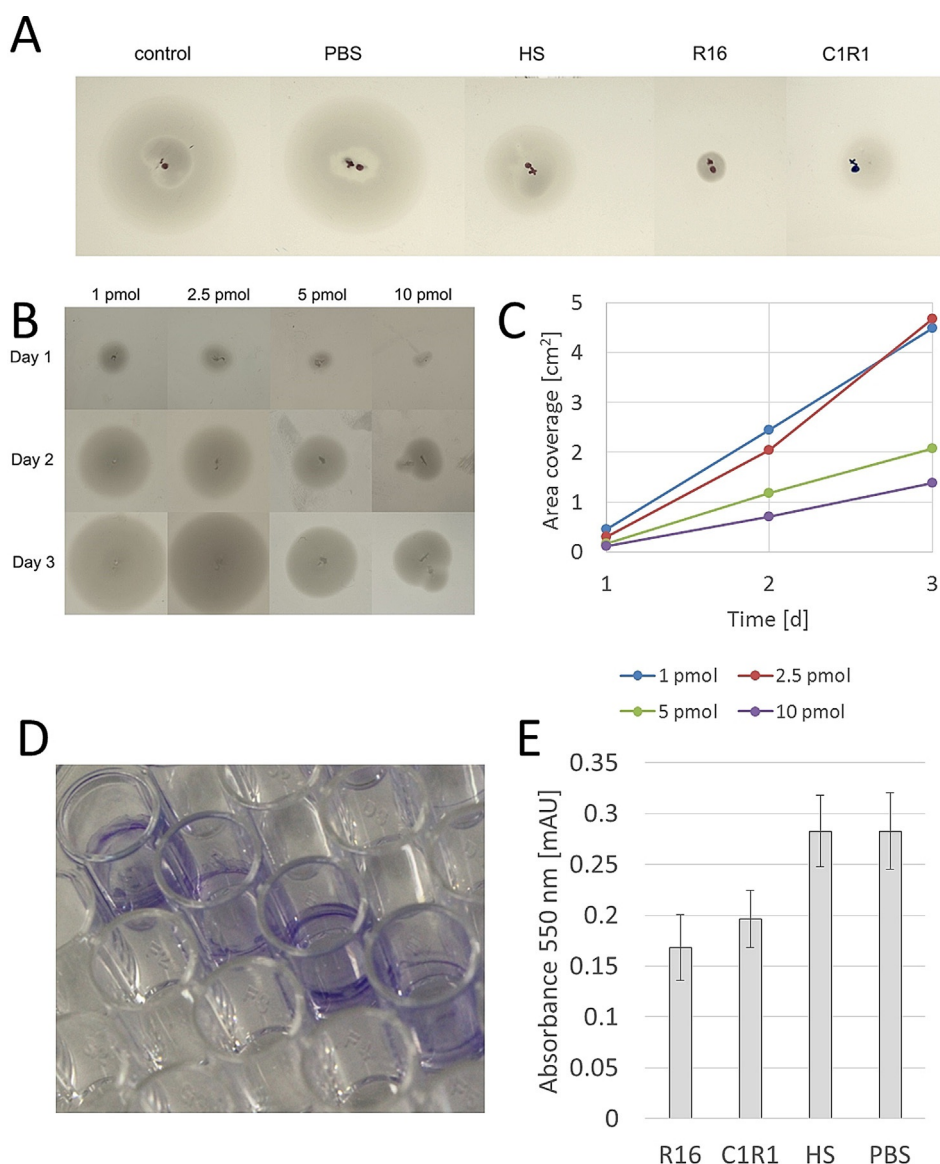 A
control PBS HS R16 C1R1
B
1 pmol 2.5 pmol 5 pmol 10 pmol
Day 1
Day 2
Day 3
C
Area coverage [cm²]
5
4
3
2
1
0
1 2 3
Time [d]
1 pmol 2.5 pmol
5 pmol 10 pmol
D
E
Absorbance 550 nm [mAU]
0.35
0.3
0.25
0.2
0.15
0.1
0.05
0
R16 C1R1 HS PBS